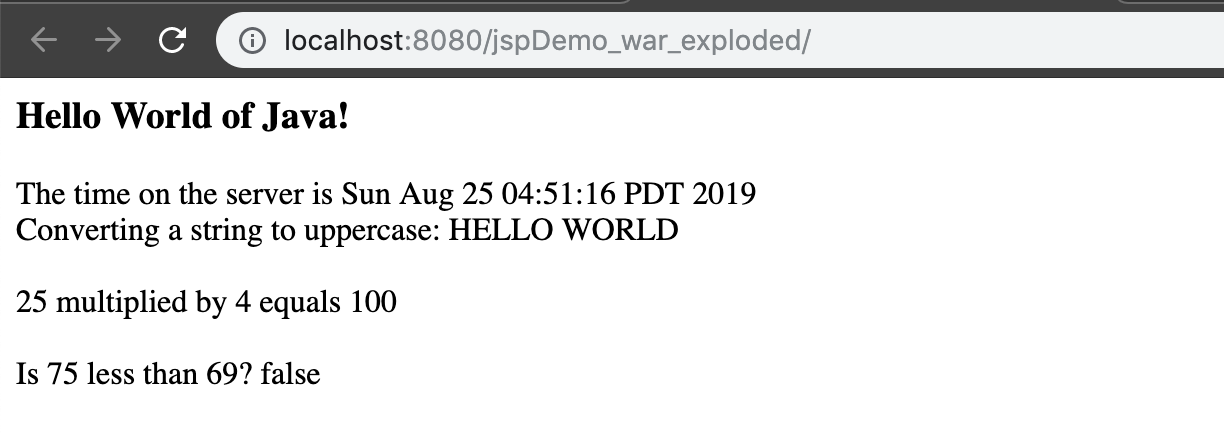 localhost:8080/jspDemo_war_exploded/
Hello World of Java!
The time on the server is Sun Aug 25 04:51:16 PDT 2019
Converting a string to uppercase: HELLO WORLD
25 multiplied by 4 equals 100
Is 75 less than 69? false